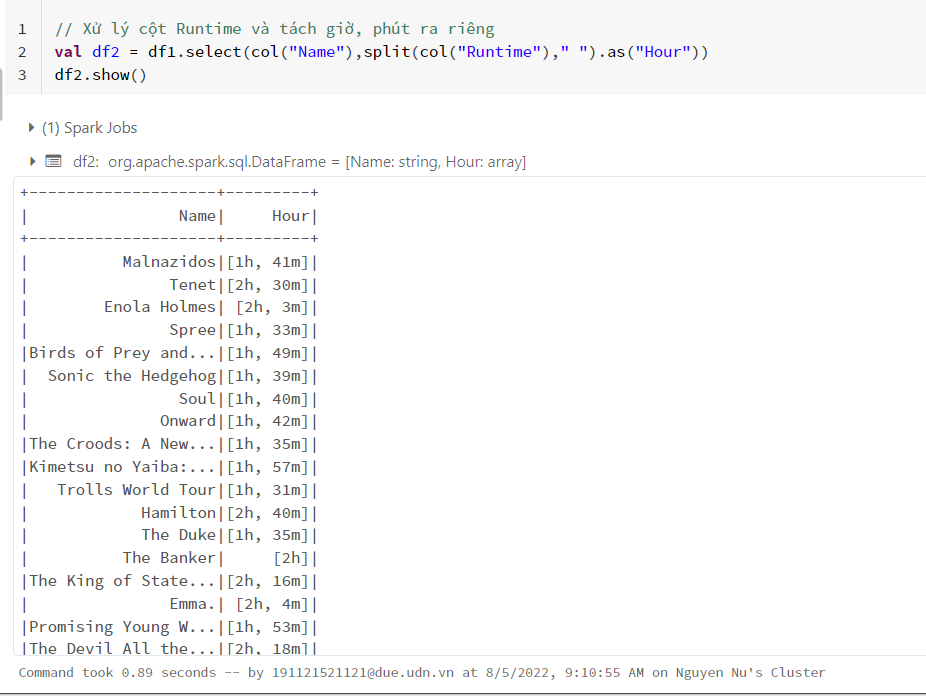 1 // Xử lý cột Runtime và tách giờ, phút ra riêng
2 val df2 = df1.select(col("Name"),split(col("Runtime")," ").as("Hour"))
3 df2.show()
(1) Spark Jobs
df2: org.apache.spark.sql.DataFrame = [Name: string, Hour: array]
+--------------------+---------+
|                Name|     Hour|
+--------------------+---------+
|          Malnazidos|[1h, 41m]|
|               Tenet|[2h, 30m]|
|        Enola Holmes| [2h, 3m]|
|               Spree|[1h, 33m]|
|Birds of Prey and...|[1h, 49m]|
|  Sonic the Hedgehog|[1h, 39m]|
|                Soul|[1h, 40m]|
|              Onward|[1h, 42m]|
|The Croods: A New...|[1h, 35m]|
|Kimetsu no Yaiba:...|[1h, 57m]|
|   Trolls World Tour|[1h, 31m]|
|            Hamilton|[2h, 40m]|
|            The Duke|[1h, 35m]|
|          The Banker|     [2h]|
|The King of State...|[2h, 16m]|
|               Emma.| [2h, 4m]|
|Promising Young W...|[1h, 53m]|
|The Devil All the...|[2h, 18m]|
Command took 0.89 seconds -- by 191121521121@due.udn.vn at 8/5/2022, 9:10:55 AM on Nguyen Nu's Cluster